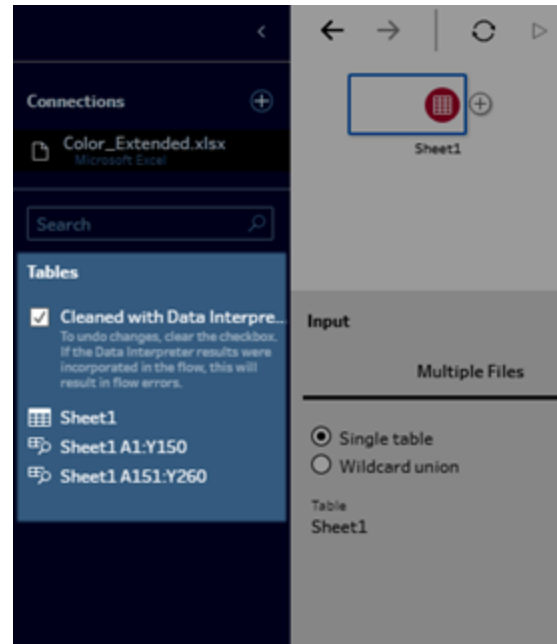 Connections
Color_Extended.xlsx
Microsoft Excel
Search
Tables
Cleaned with Data Interpre...
To undo changes, clear the checkbox.
If the Data Interpreter results were
incorporated in the flow, this will
result in flow errors.
Sheet1
Sheet1 A1:Y150
Sheet1 A151:Y260
Sheet1
Input
Multiple Files
Single table
Wildcard union
Table
Sheet1